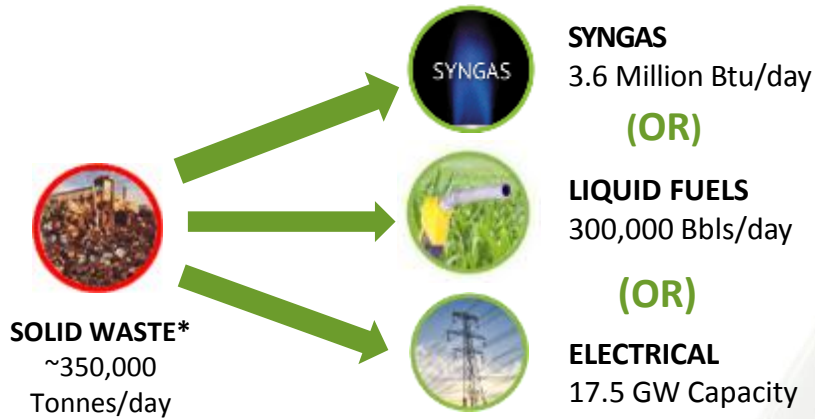 SYNGAS
SYNGAS
3.6 Million Btu/day
(OR)
LIQUID FUELS
300,000 Bbls/day
(OR)
ELECTRICAL
17.5 GW Capacity
SOLID WASTE*
~350,000
Tonnes/day